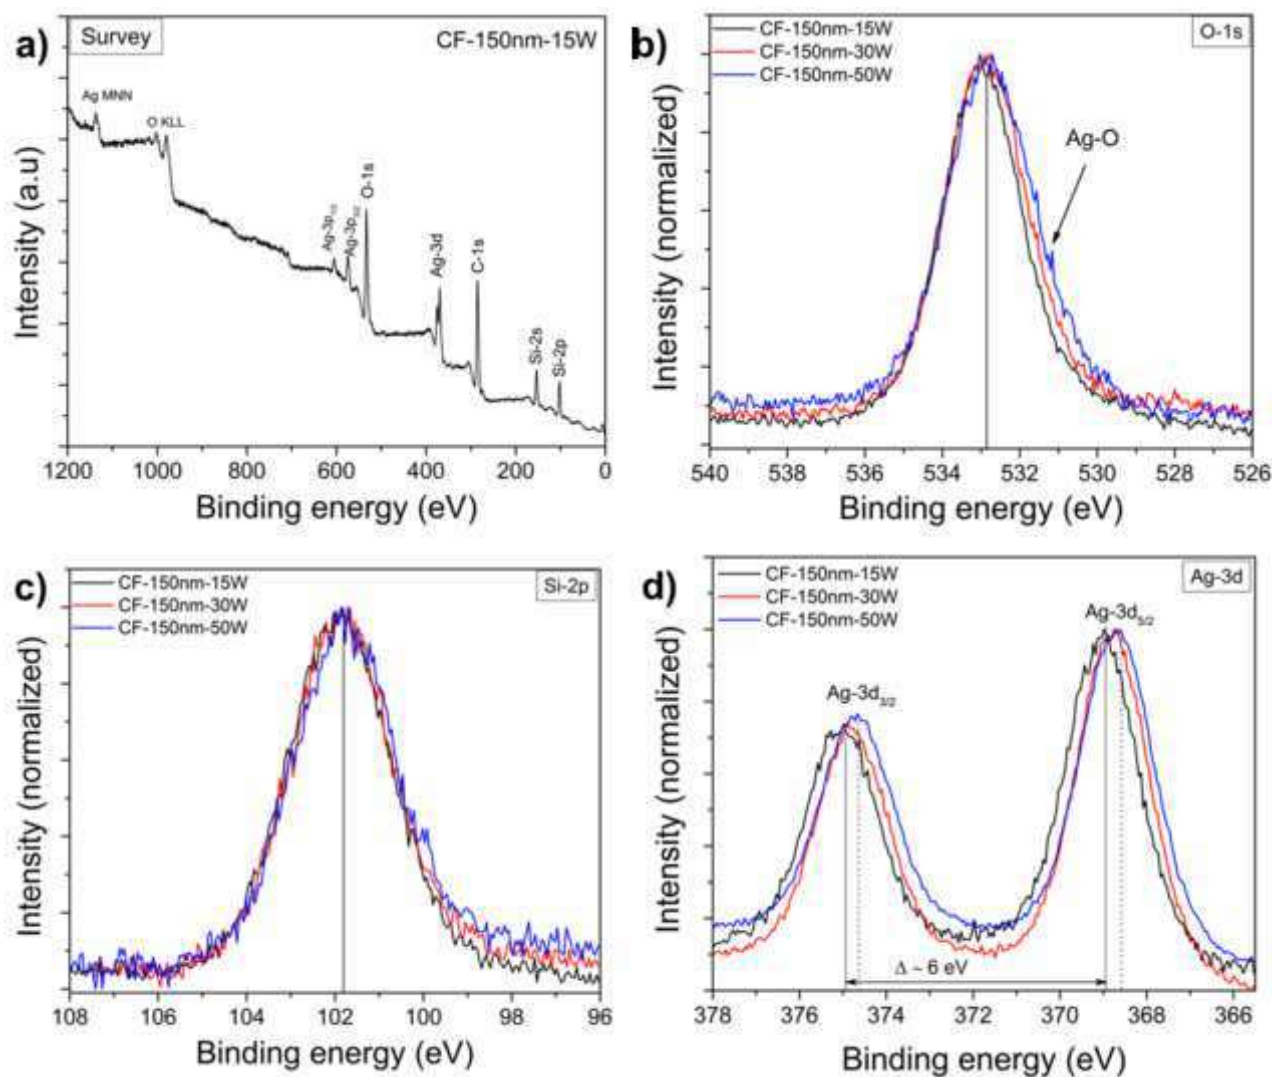 a)
Survey
CF-150nm-15W
Ag MNN
O KLL
Ag-3p1/2
Ag-3p3/2
O-1s
Ag-3d
C-1s
Si-2s
Si-2p
Intensity (a.u)
1200 1000 800 600 400 200 0
Binding energy (eV)
b)
CF-150nm-15W
CF-150nm-30W
CF-150nm-50W
O-1s
Ag-O
Intensity (normalized)
540 538 536 534 532 530 528 526
Binding energy (eV)
c)
CF-150nm-15W
CF-150nm-30W
CF-150nm-50W
Si-2p
Intensity (normalized)
108 106 104 102 100 98 96
Binding energy (eV)
d)
CF-150nm-15W
CF-150nm-30W
CF-150nm-50W
Ag-3d
Ag-3d5/2
Ag-3d3/2
Δ ~ 6 eV
Intensity (normalized)
378 376 374 372 370 368 366
Binding energy (eV)